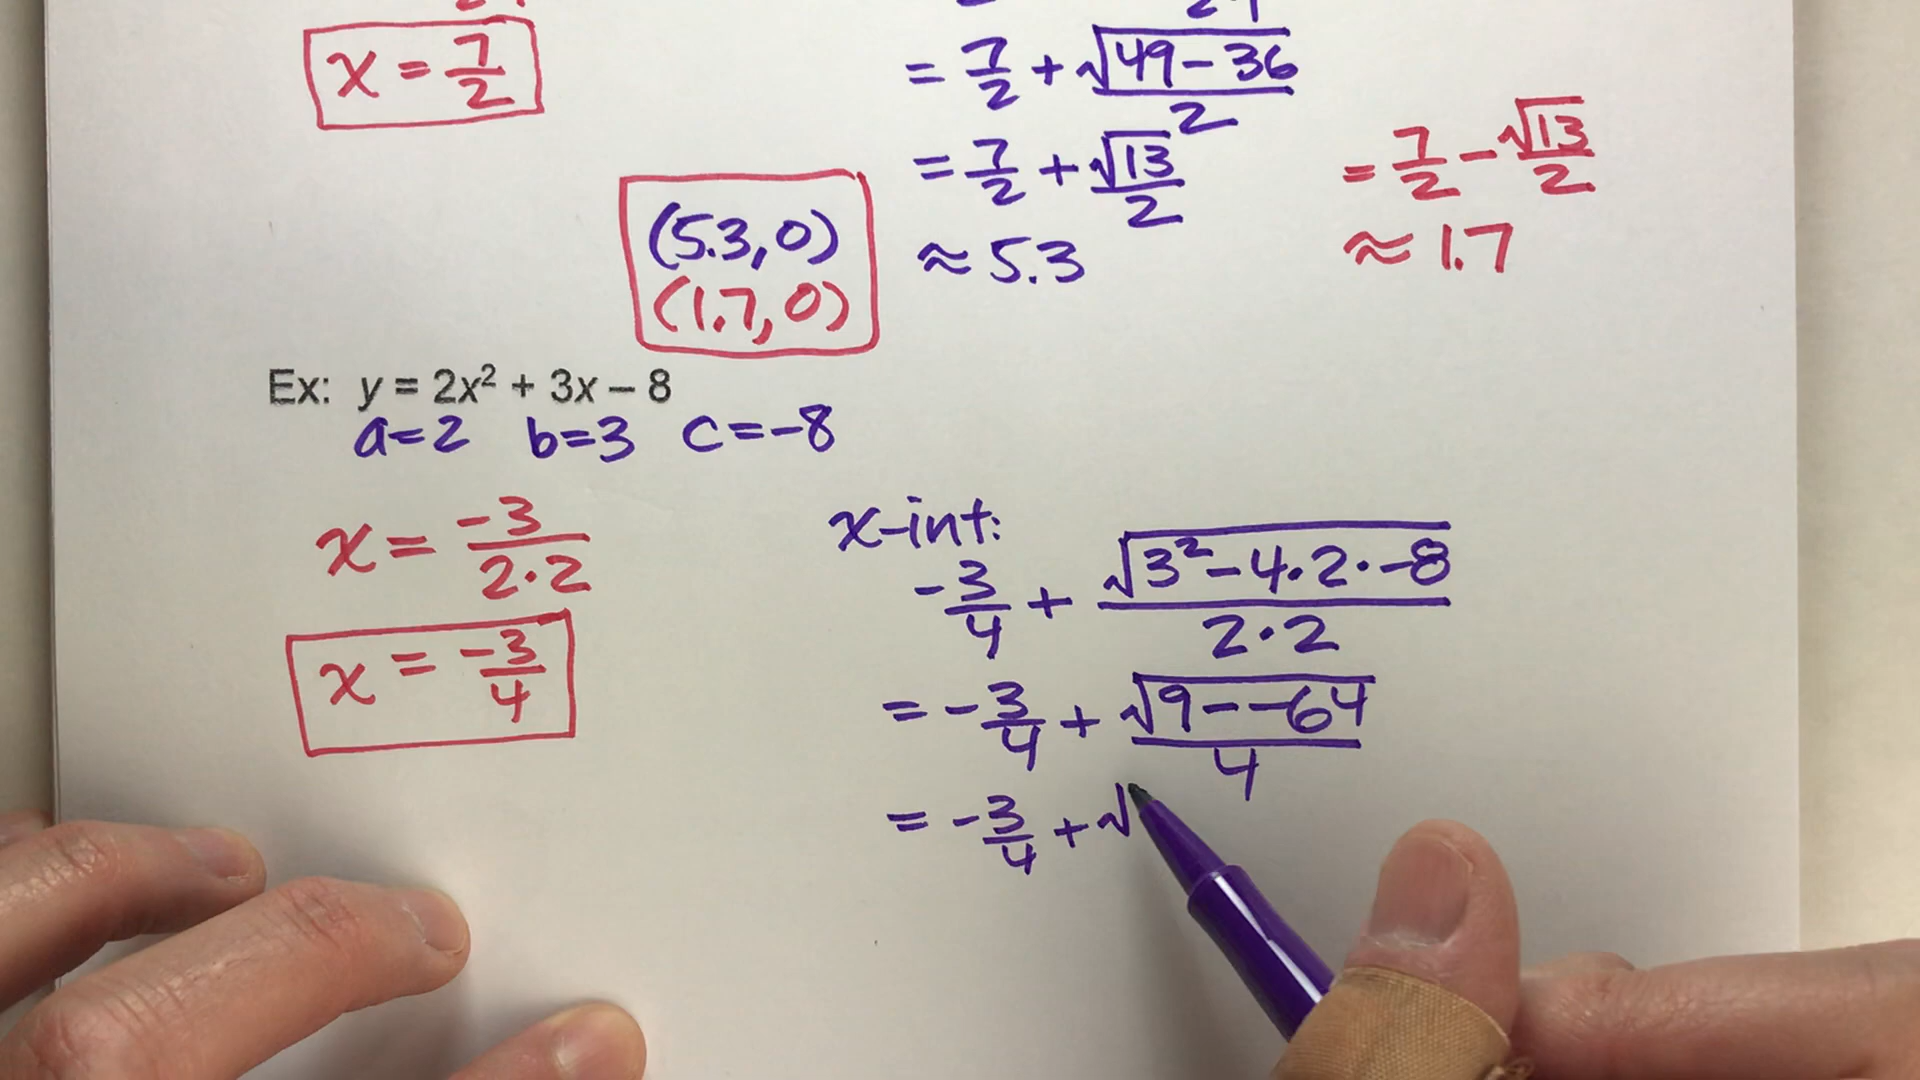 x = 7/2
= 7/2 + √(49 - 36)/2
= 7/2 + √13/2
≈ 5.3
= 7/2 - √13/2
≈ 1.7
(5.3, 0)
(1.7, 0)
Ex: y = 2x² + 3x – 8
a=2 b=3 c=-8
x = -3/(2·2)
x = -3/4
x-int:
-3/4 + √(3² - 4·2·-8)/(2·2)
= -3/4 + √(9 - -64)/4
= -3/4 + √